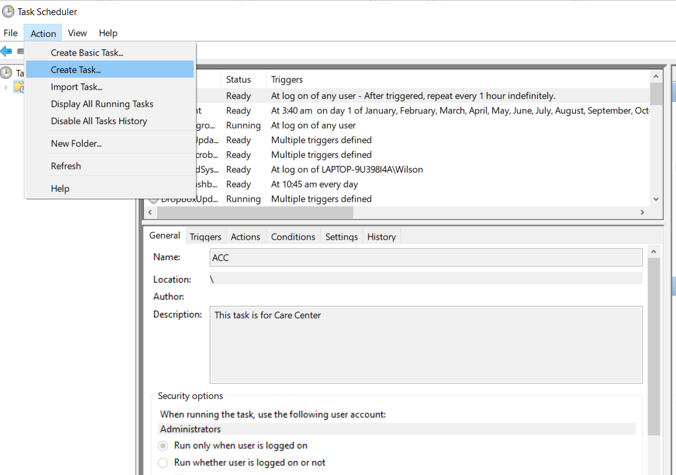 Task Scheduler
File Action View Help
Create Basic Task...
Create Task...
Import Task...
Display All Running Tasks
Disable All Tasks History
New Folder...
Refresh
Help
Ta
Status Triggers
Ready At log on of any user - After triggered, repeat every 1 hour indefinitely.
nt Ready At 3:40 am on day 1 of January, February, March, April, May, June, July, August, September, Oct
gro... Running At log on of any user
Upda... Ready Multiple triggers defined
crob... Ready Multiple triggers defined
dSys... Ready At log on of LAPTOP-9U398I4A\Wilson
shb... Ready At 10:45 am every day
DropboxUpd... Running Multiple triggers defined
General Triggers Actions Conditions Settings History
Name: ACC
Location: \
Author:
Description: This task is for Care Center
Security options
When running the task, use the following user account:
Administrators
Run only when user is logged on
Run whether user is logged on or not